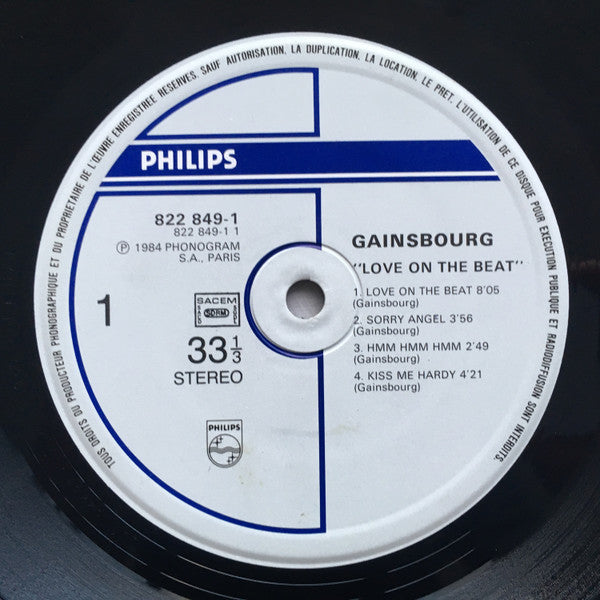 TOUS DROITS DU PRODUCTEUR PHONOGRAPHIQUE ET DU PROPRIETAIRE DE L'ŒUVRE ENREGISTREE RESERVES. SAUF AUTORISATION, LA DUPLICATION, LA LOCATION, LE PRET, L'UTILISATION DE CE DISQUE POUR EXECUTION PUBLIQUE ET RADIODIFFUSION SONT INTERDITS.
PHILIPS
822 849-1
822 849-1 1
Ⓟ 1984 PHONOGRAM
S.A., PARIS
1
SACEM
33 1/3
STEREO
PHILIPS
GAINSBOURG
"LOVE ON THE BEAT"
1. LOVE ON THE BEAT 8'05
(Gainsbourg)
2. SORRY ANGEL 3'56
(Gainsbourg)
3. HMM HMM HMM 2'49
(Gainsbourg)
4. KISS ME HARDY 4'21
(Gainsbourg)